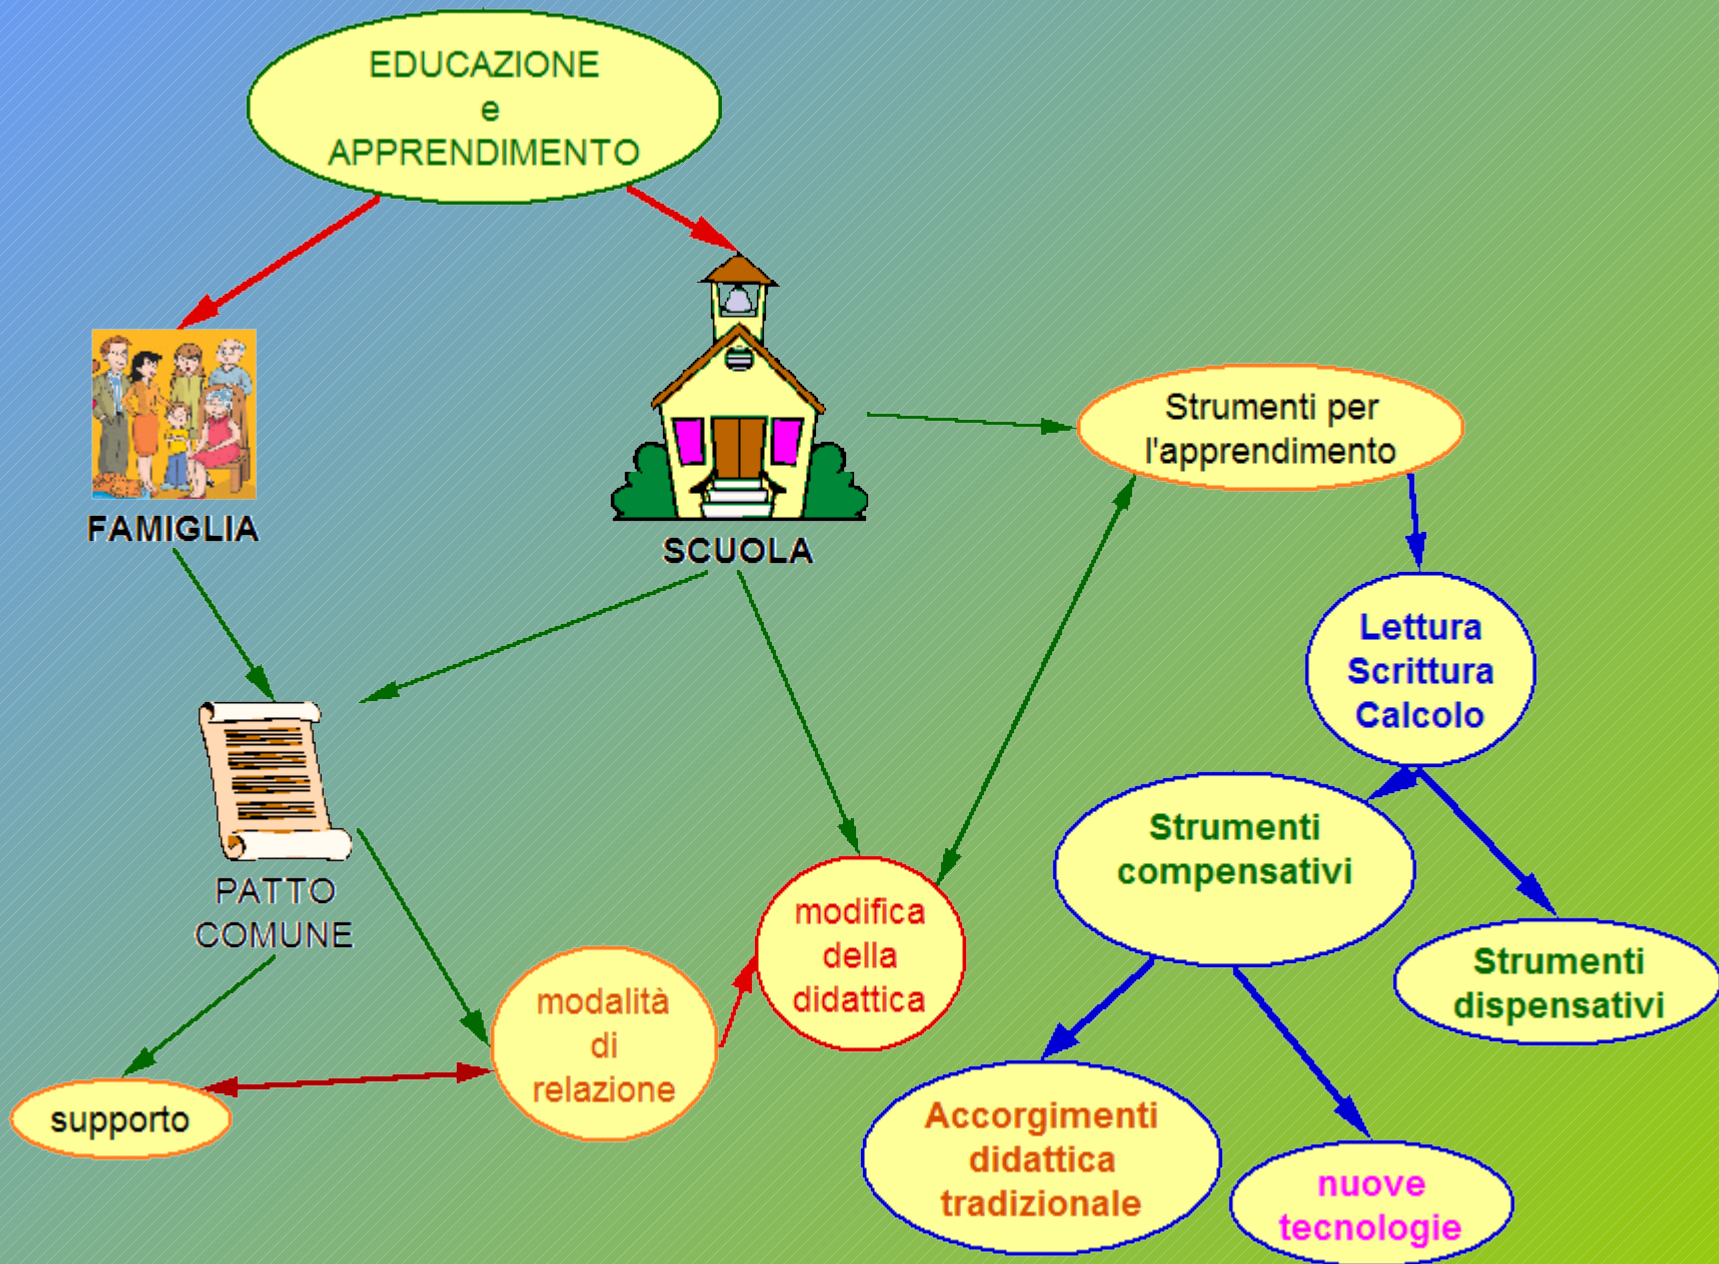 EDUCAZIONE
e
APPRENDIMENTO
FAMIGLIA
SCUOLA
Strumenti per
l'apprendimento
Lettura
Scrittura
Calcolo
Strumenti
compensativi
Strumenti
dispensativi
PATTO
COMUNE
modifica
della
didattica
modalità
di
relazione
supporto
Accorgimenti
didattica
tradizionale
nuove
tecnologie